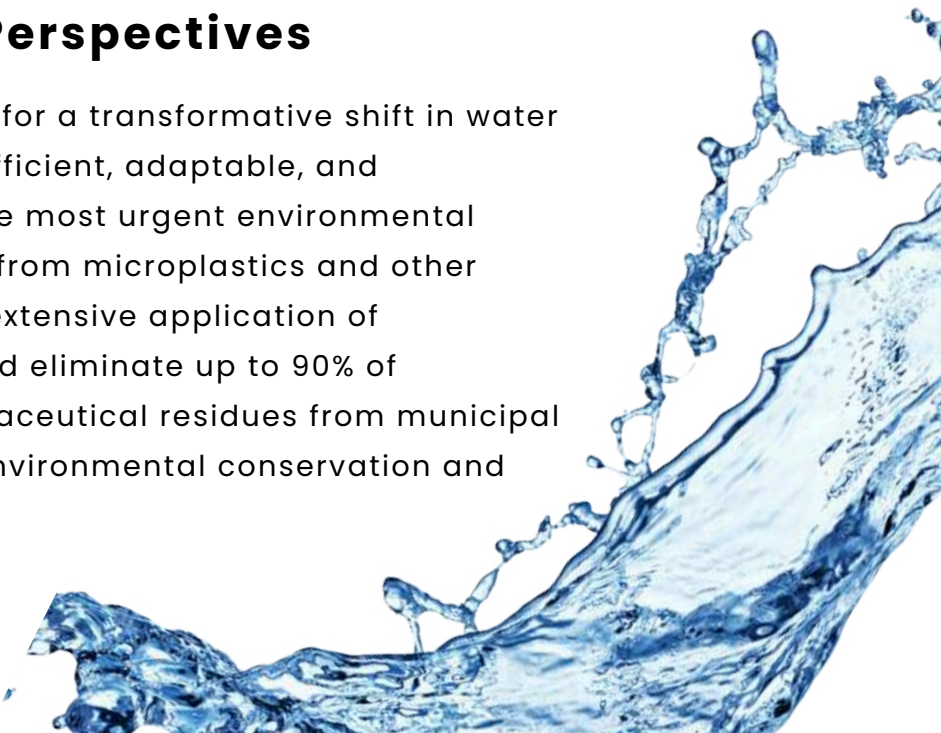 Perspectives
for a transformative shift in water
fficient, adaptable, and
e most urgent environmental
from microplastics and other
extensive application of
d eliminate up to 90% of
aceutical residues from municipal
nvironmental conservation and